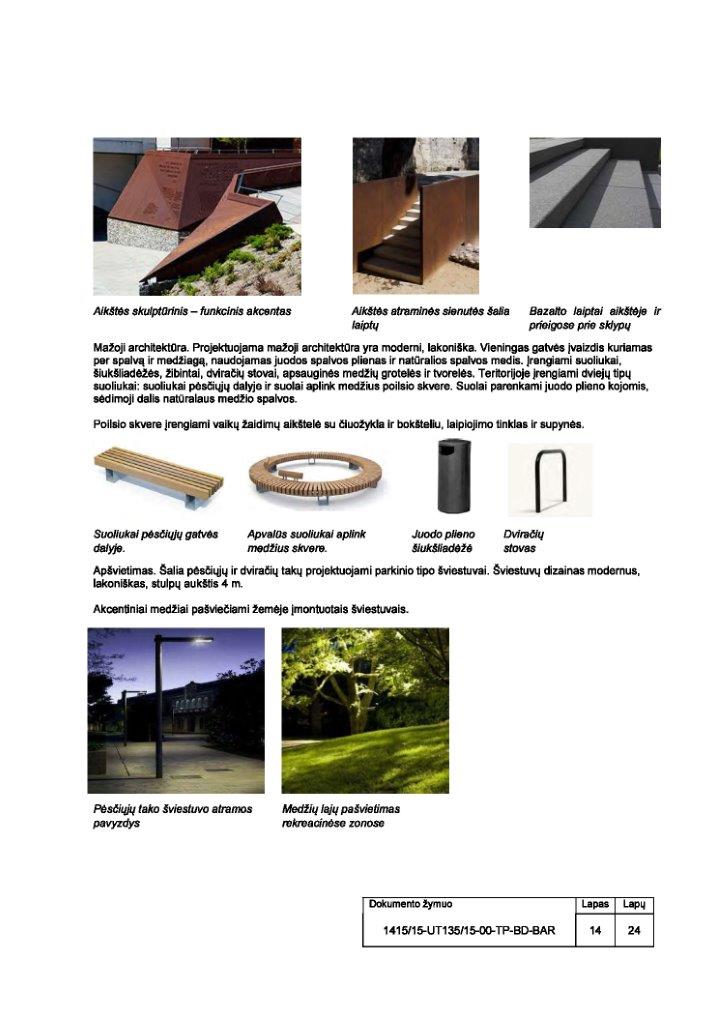 Aikštės skulptūrinis – funkcinis akcentas
Aikštės atraminės sienutės šalia
laiptų
Bazalto laiptai aikštėje ir
prieigose prie sklypų
Mažoji architektūra. Projektuojama mažoji architektūra yra moderni, lakoniška. Vieningas gatvės įvaizdis kuriamas
per spalvą ir medžiagą, naudojamas juodos spalvos plienas ir natūralios spalvos medis. Įrengiami suoliukai,
šiukšliadėžės, žibintai, dviračių stovai, apsauginės medžių grotelės ir tvorelės. Teritorijoje įrengiami dviejų tipų
suoliukai: suoliukai pėsčiųjų dalyje ir suolai aplink medžius poilsio skvere. Suolai parenkami juodo plieno kojomis,
sėdimoji dalis natūralaus medžio spalvos.
Poilsio skvere įrengiami vaikų žaidimų aikštelė su čiuožykla ir bokšteliu, laipiojimo tinklas ir supynės.
Suoliukai pėsčiųjų gatvės
dalyje.
Apvalūs suoliukai aplink
medžius skvere.
Juodo plieno
šiukšliadėžė
Dviračių
stovas
Apšvietimas. Šalia pėsčiųjų ir dviračių takų projektuojami parkinio tipo šviestuvai. Šviestuvų dizainas modernus,
lakoniškas, stulpų aukštis 4 m.
Akcentiniai medžiai pašviečiami žemėje įmontuotais šviestuvais.
Pėsčiųjų tako šviestuvo atramos
pavyzdys
Medžių lajų pašvietimas
rekreacinėse zonose
Dokumento žymuo Lapas Lapų
1415/15-UT135/15-00-TP-BD-BAR 14 24